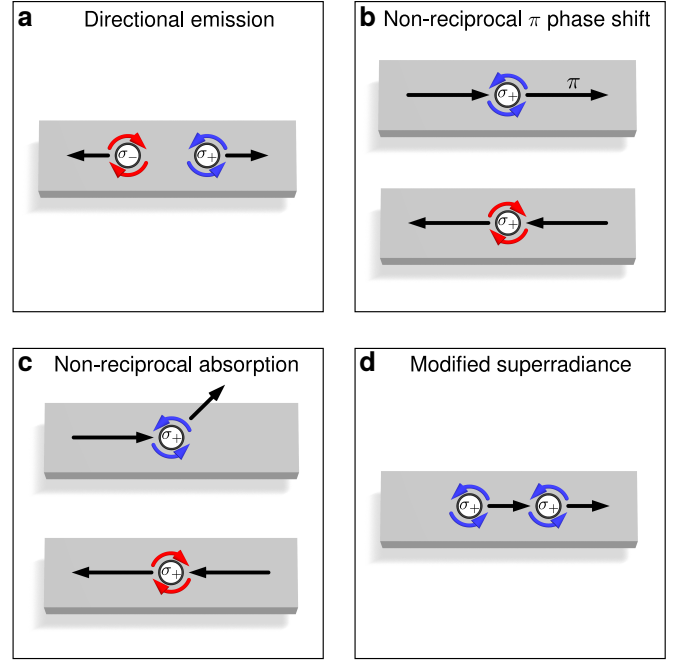 a Directional emission
σ₋ σ₊
b Non-reciprocal π phase shift
σ₊ π
σ₊
c Non-reciprocal absorption
σ₊
σ₊
d Modified superradiance
σ₊ σ₊